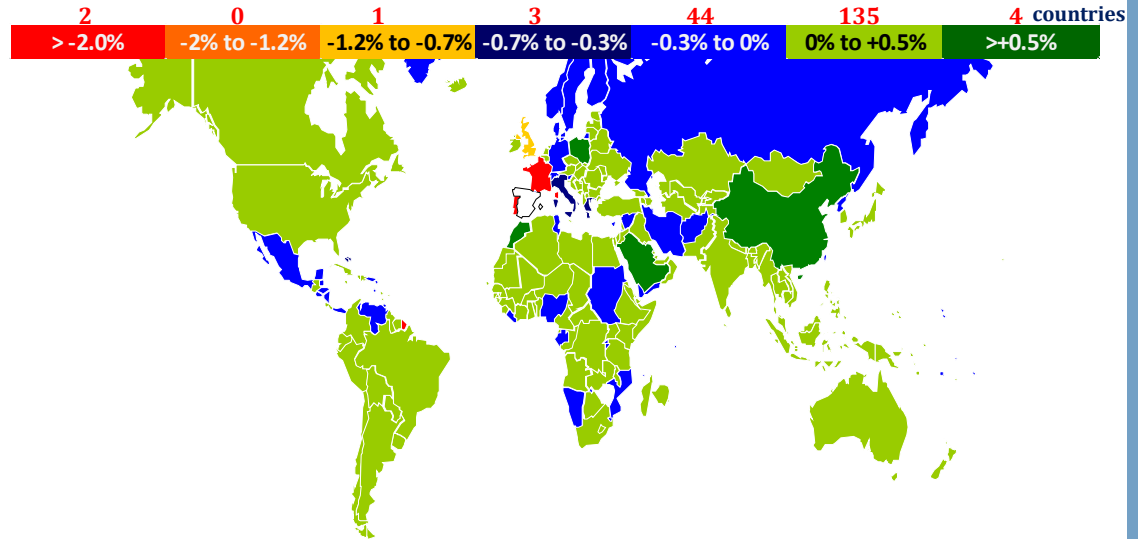 2 0 1 3 44 135 4 countries
> -2.0% -2% to -1.2% -1.2% to -0.7% -0.7% to -0.3% -0.3% to 0% 0% to +0.5% >+0.5%